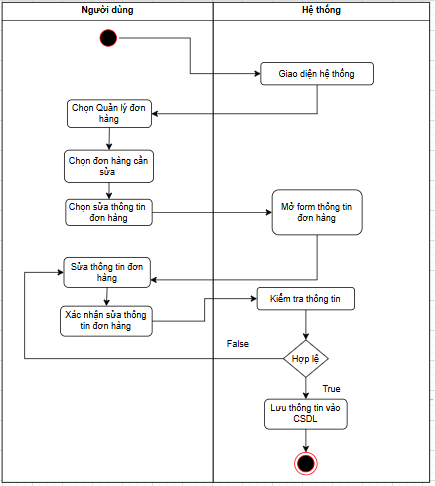 Người dùng
Hệ thống
Giao diện hệ thống
Chọn Quản lý đơn
hàng
Chọn đơn hàng cần
sửa
Chọn sửa thông tin
đơn hàng
Mở form thông tin
đơn hàng
Sửa thông tin đơn
hàng
Xác nhận sửa thông
tin đơn hàng
Kiểm tra thông tin
False
Hợp lệ
True
Lưu thông tin vào
CSDL